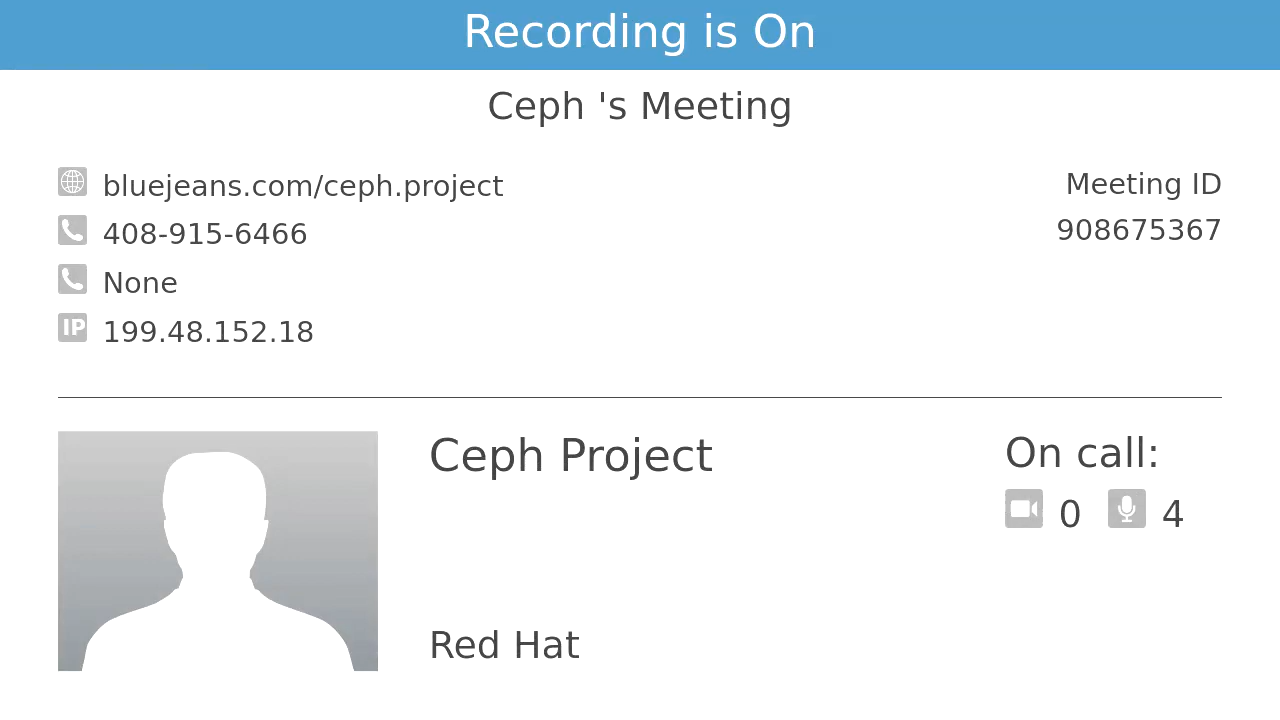 Recording is On
Ceph 's Meeting
bluejeans.com/ceph.project
408-915-6466
None
IP 199.48.152.18
Meeting ID
908675367
Ceph Project
Red Hat
On call:
0 4